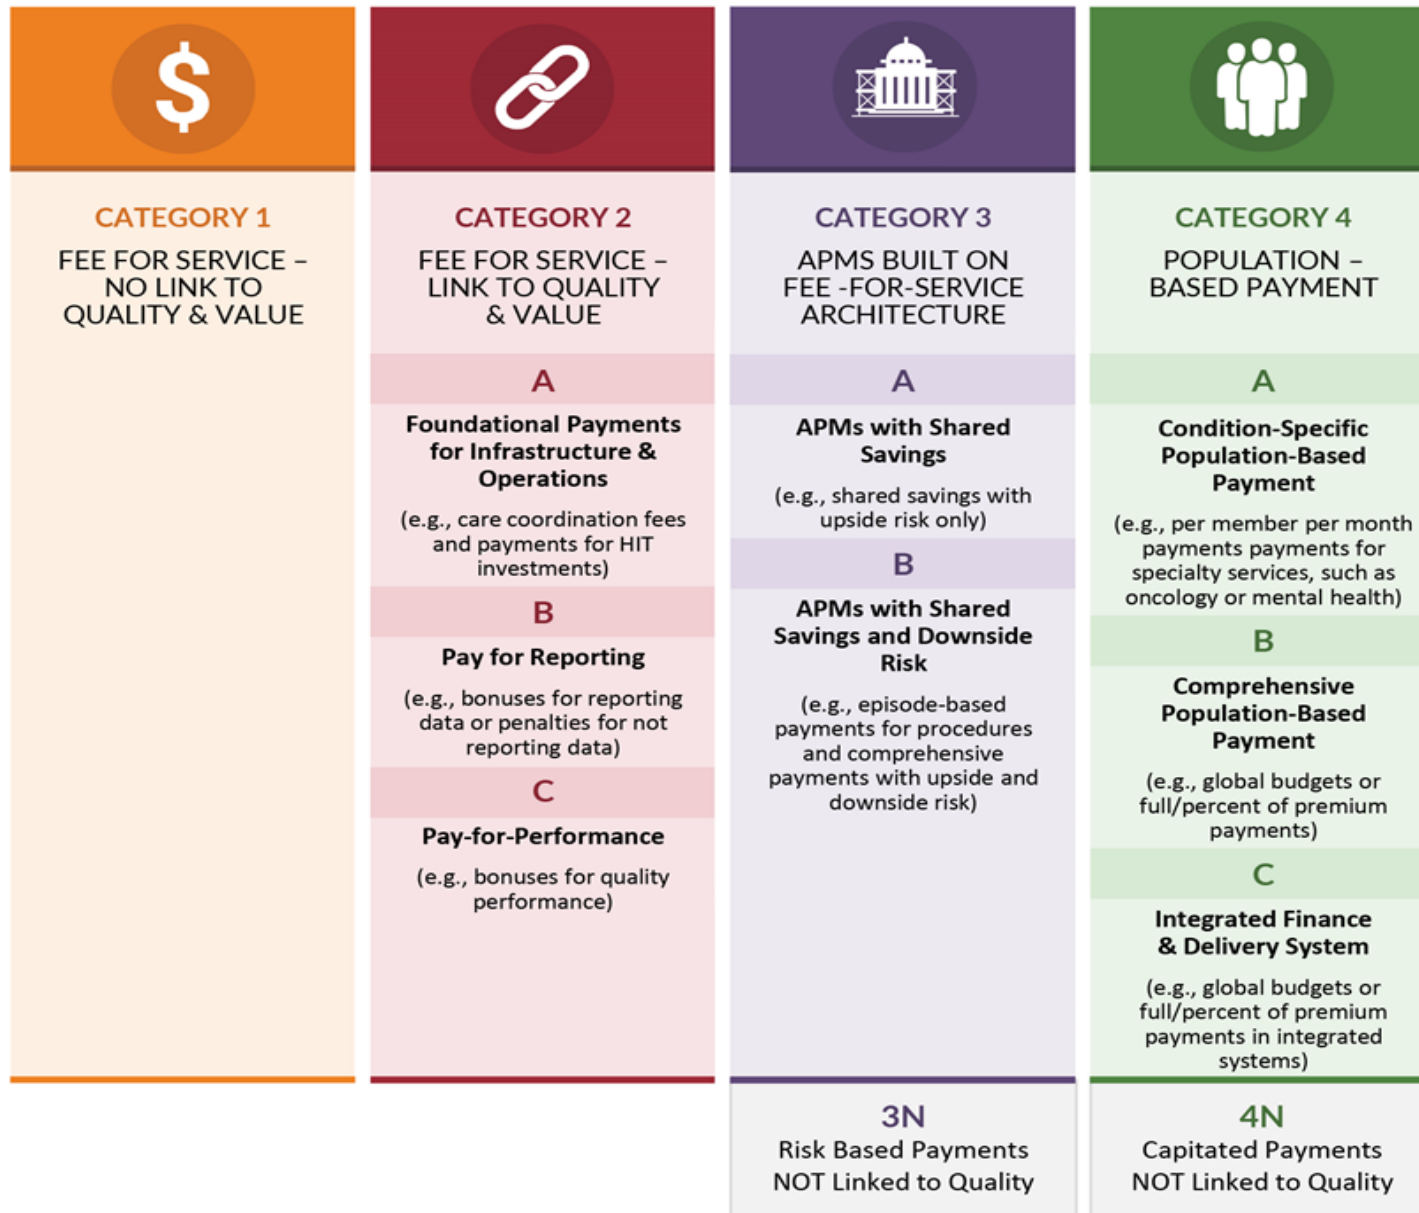 $
CATEGORY 1
FEE FOR SERVICE –
NO LINK TO
QUALITY & VALUE
CATEGORY 2
FEE FOR SERVICE –
LINK TO QUALITY
& VALUE
A
Foundational Payments
for Infrastructure &
Operations
(e.g., care coordination fees
and payments for HIT
investments)
B
Pay for Reporting
(e.g., bonuses for reporting
data or penalties for not
reporting data)
C
Pay-for-Performance
(e.g., bonuses for quality
performance)
CATEGORY 3
APMS BUILT ON
FEE -FOR-SERVICE
ARCHITECTURE
A
APMs with Shared
Savings
(e.g., shared savings with
upside risk only)
B
APMs with Shared
Savings and Downside
Risk
(e.g., episode-based
payments for procedures
and comprehensive
payments with upside and
downside risk)
3N
Risk Based Payments
NOT Linked to Quality
CATEGORY 4
POPULATION –
BASED PAYMENT
A
Condition-Specific
Population-Based
Payment
(e.g., per member per month
payments payments for
specialty services, such as
oncology or mental health)
B
Comprehensive
Population-Based
Payment
(e.g., global budgets or
full/percent of premium
payments)
C
Integrated Finance
& Delivery System
(e.g., global budgets or
full/percent of premium
payments in integrated
systems)
4N
Capitated Payments
NOT Linked to Quality